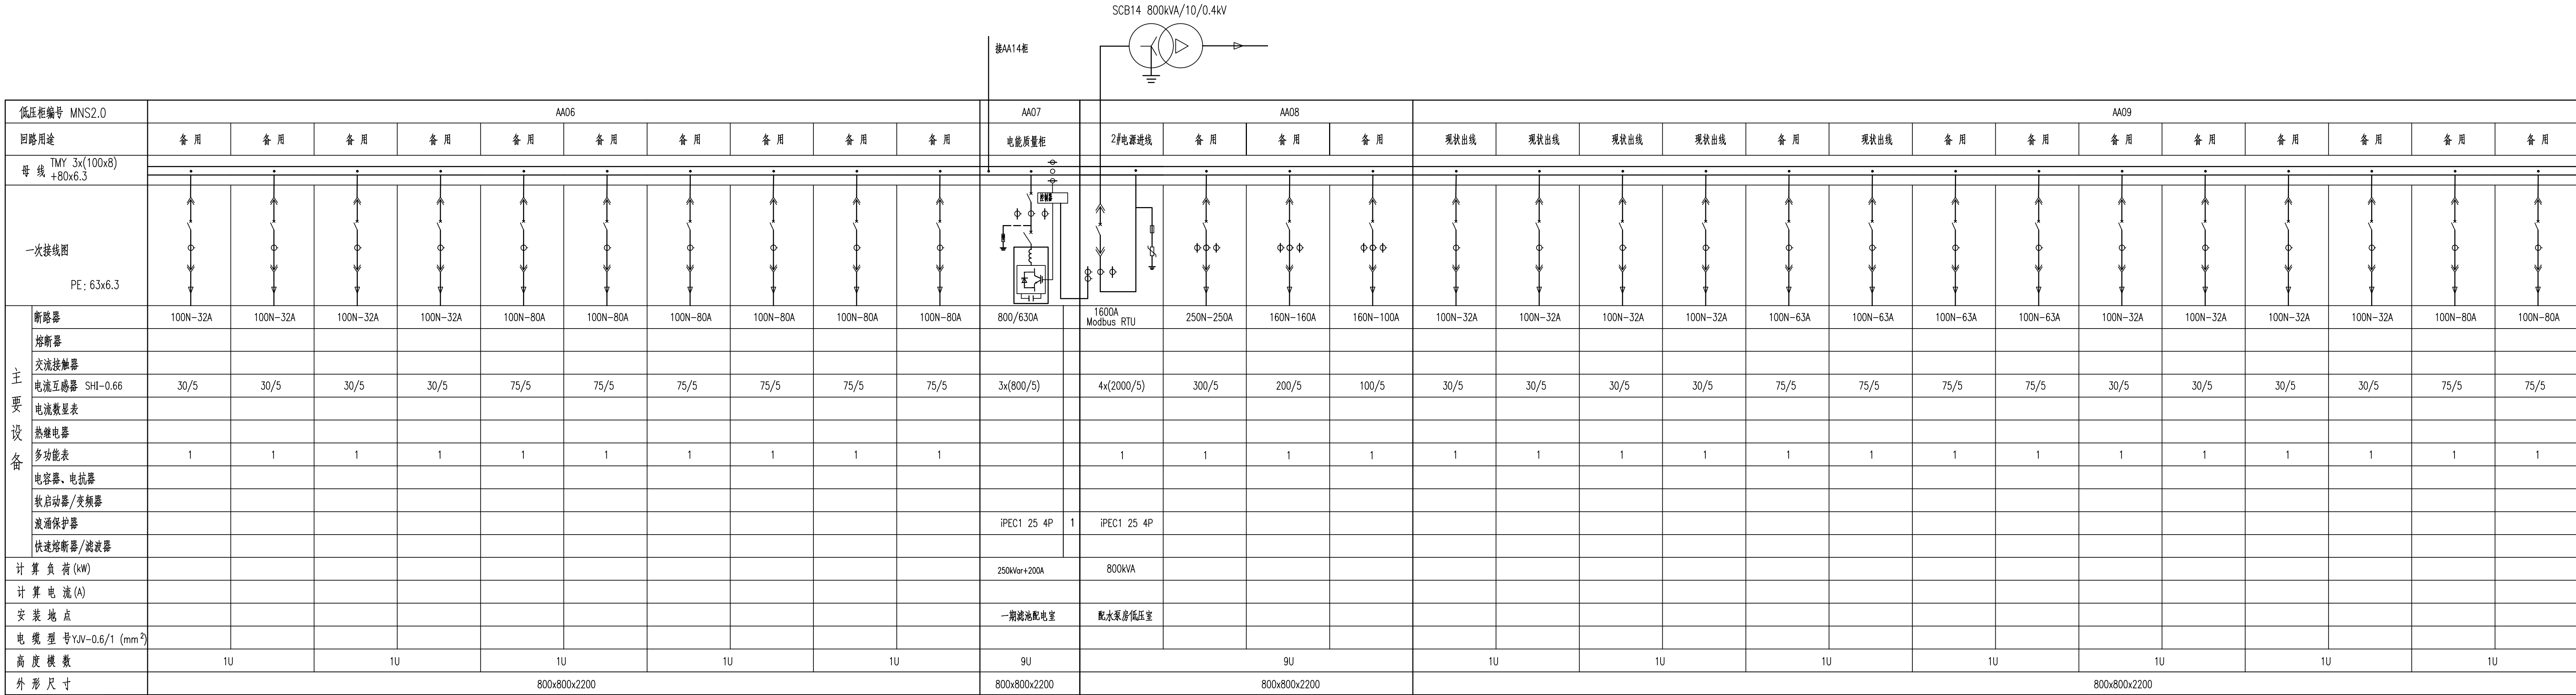 SCB14 800kVA/10/0.4kV
接AA14柜
低压柜编号 MNS2.0 AA06 AA07 AA08 AA09
回路用途 备 用 备 用 备 用 备 用 备 用 备 用 备 用 备 用 备 用 备 用 电能质量柜 2#电源进线 备 用 备 用 备 用 现状出线 现状出线 现状出线 现状出线 备 用 现状出线 备 用 备 用 备 用 备 用 备 用 备 用 备 用 备 用
母 线 TMY 3x(100x8)
+80x6.3
控制器
一次接线图
PE: 63x6.3
主要设备
断路器 100N-32A 100N-32A 100N-32A 100N-32A 100N-80A 100N-80A 100N-80A 100N-80A 100N-80A 100N-80A 800/630A 1600A
Modbus RTU 250N-250A 160N-160A 160N-100A 100N-32A 100N-32A 100N-32A 100N-32A 100N-63A 100N-63A 100N-63A 100N-63A 100N-32A 100N-32A 100N-32A 100N-32A 100N-80A 100N-80A
熔断器
交流接触器
电流互感器 SHI-0.66 30/5 30/5 30/5 30/5 75/5 75/5 75/5 75/5 75/5 75/5 3x(800/5) 4x(2000/5) 300/5 200/5 100/5 30/5 30/5 30/5 30/5 75/5 75/5 75/5 75/5 30/5 30/5 30/5 30/5 75/5 75/5
电流数显表
热继电器
多功能表 1 1 1 1 1 1 1 1 1 1 1 1 1 1 1 1 1 1 1 1 1 1 1 1 1 1 1 1
电容器、电抗器
软启动器/变频器
浪涌保护器 iPEC1 25 4P 1 iPEC1 25 4P
快速熔断器/滤波器
计 算 负 荷(kW) 250kVar+200A 800kVA
计 算 电 流(A)
安 装 地 点 一期滤池配电室 配水泵房低压室
电 缆 型 号YJV-0.6/1 (mm²)
高 度 模 数 1U 1U 1U 1U 1U 9U 9U 1U 1U 1U 1U 1U 1U 1U
外 形 尺 寸 800x800x2200 800x800x2200 800x800x2200 800x800x2200